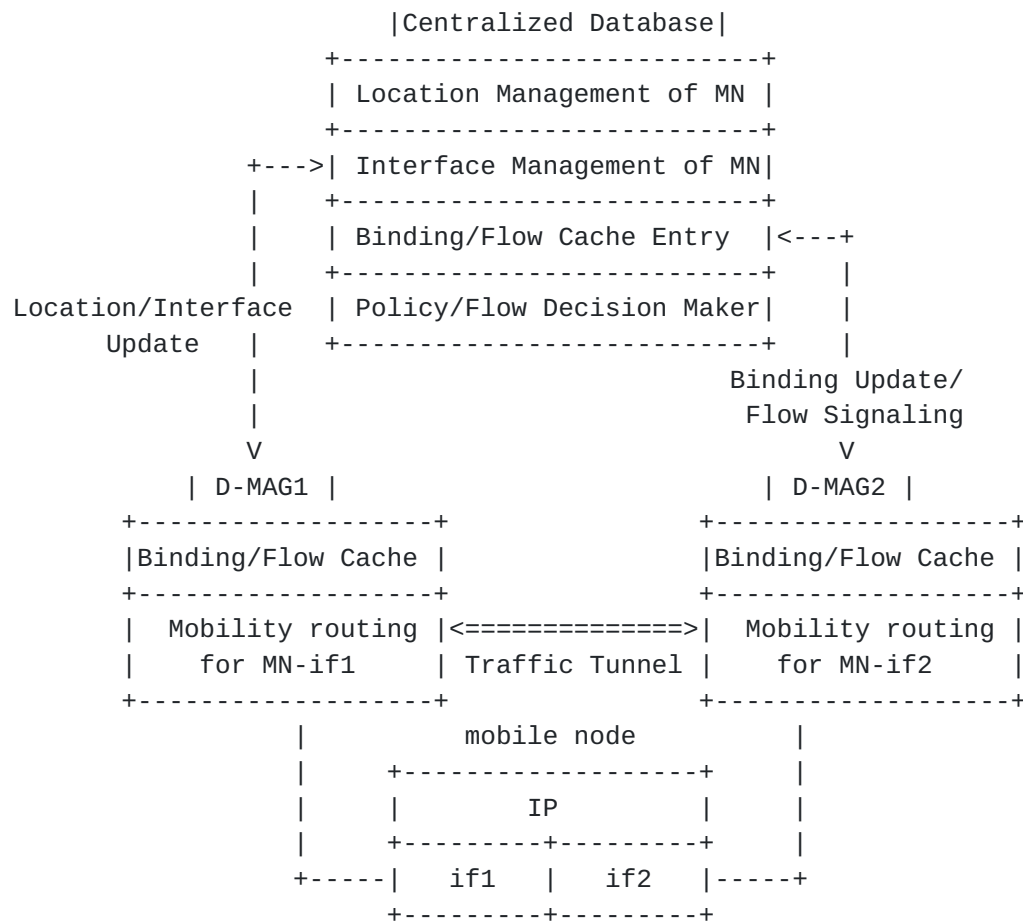 |Centralized Database|
+---------------------------+
| Location Management of MN |
+---------------------------+
+--->| Interface Management of MN|
|    +---------------------------+
|    | Binding/Flow Cache Entry  |<---+
|    +---------------------------+    |
Location/Interface  | Policy/Flow Decision Maker|    |
Update   |    +---------------------------+    |
|                              Binding Update/
|                               Flow Signaling
V                                     V
| D-MAG1 |                           | D-MAG2 |
+-------------------+                +-------------------+
|Binding/Flow Cache |                |Binding/Flow Cache |
+-------------------+                +-------------------+
|  Mobility routing |<==============>|  Mobility routing |
|    for MN-if1     | Traffic Tunnel |    for MN-if2     |
+-------------------+                +-------------------+
|          mobile node          |
|     +-------------------+     |
|     |        IP         |     |
|     +---------+---------+     |
+-----|   if1   |   if2   |-----+
+---------+---------+